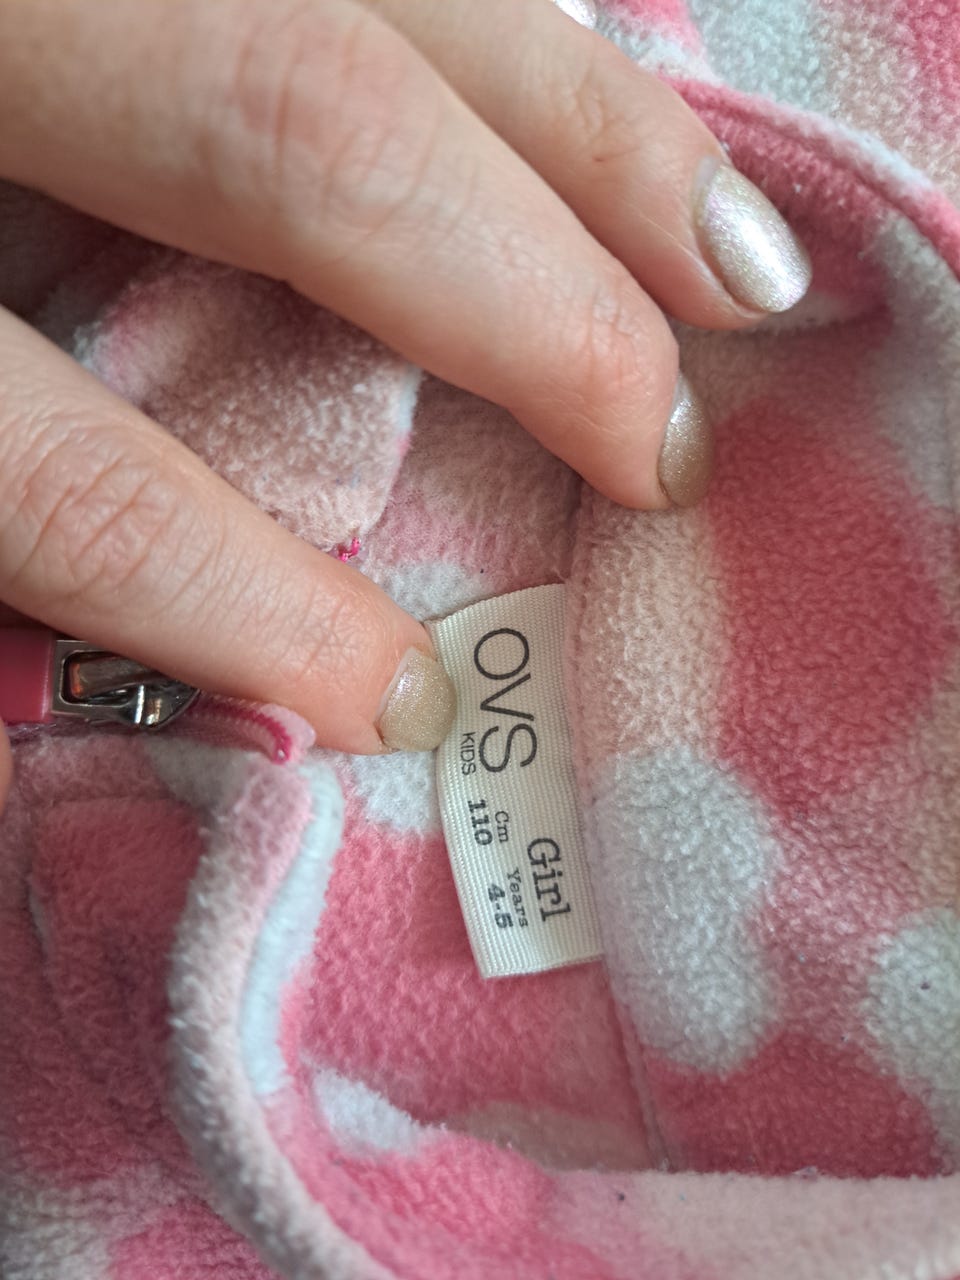 OVS
KIDS
Girl
Cm Years
110 4-5